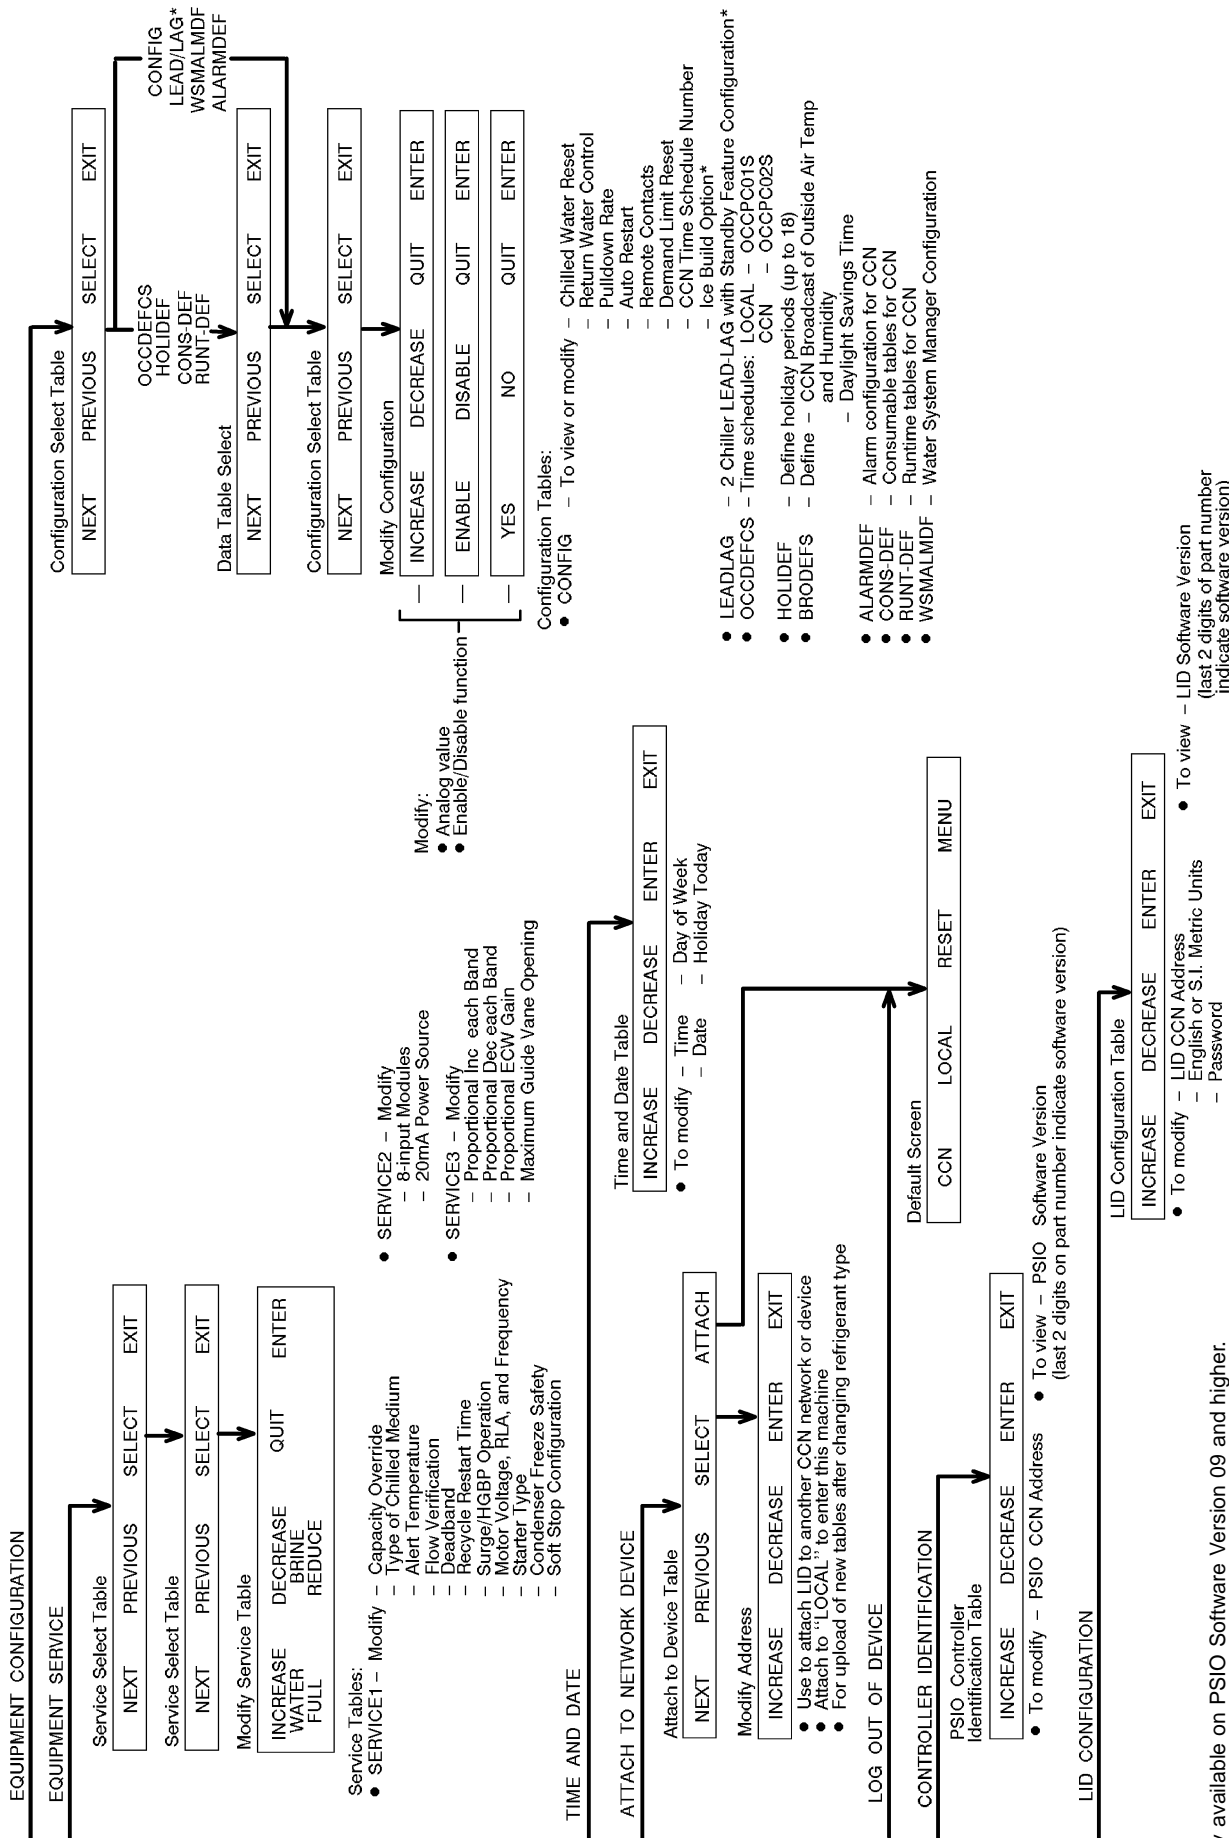 EQUIPMENT CONFIGURATION
Configuration Select Table
NEXT PREVIOUS SELECT EXIT
OCCDEFCS
HOLIDEF
CONS-DEF
RUNT-DEF
CONFIG
LEAD/LAG*
WSMALMDF
ALARMDEF
Data Table Select
NEXT PREVIOUS SELECT EXIT
Configuration Select Table
NEXT PREVIOUS SELECT EXIT
Modify Configuration
INCREASE DECREASE QUIT ENTER
ENABLE DISABLE QUIT ENTER
YES NO QUIT ENTER
Modify:
● Analog value
● Enable/Disable function
Configuration Tables:
● CONFIG – To view or modify – Chilled Water Reset
– Return Water Control
– Pulldown Rate
– Auto Restart
– Remote Contacts
– Demand Limit Reset
– CCN Time Schedule Number
– Ice Build Option*
● LEADLAG – 2 Chiller LEAD-LAG with Standby Feature Configuration*
● OCCDEFCS – Time schedules: LOCAL – OCCPC01S
CCN – OCCPC02S
● HOLIDEF – Define holiday periods (up to 18)
● BRODEFS – Define – CCN Broadcast of Outside Air Temp
and Humidity
– Daylight Savings Time
● ALARMDEF – Alarm configuration for CCN
● CONS-DEF – Consumable tables for CCN
● RUNT-DEF – Runtime tables for CCN
● WSMALMDF – Water System Manager Configuration
EQUIPMENT SERVICE
Service Select Table
NEXT PREVIOUS SELECT EXIT
Service Select Table
NEXT PREVIOUS SELECT EXIT
Modify Service Table
INCREASE DECREASE QUIT ENTER
WATER BRINE
FULL REDUCE
Service Tables:
● SERVICE1 – Modify – Capacity Override
– Type of Chilled Medium
– Alert Temperature
– Flow Verification
– Deadband
– Recycle Restart Time
– Surge/HGBP Operation
– Motor Voltage, RLA, and Frequency
– Starter Type
– Condenser Freeze Safety
– Soft Stop Configuration
● SERVICE2 – Modify
– 8-input Modules
– 20mA Power Source
● SERVICE3 – Modify
– Proportional Inc each Band
– Proportional Dec each Band
– Proportional ECW Gain
– Maximum Guide Vane Opening
TIME AND DATE
Time and Date Table
INCREASE DECREASE ENTER EXIT
● To modify – Time – Day of Week
– Date – Holiday Today
ATTACH TO NETWORK DEVICE
Attach to Device Table
NEXT PREVIOUS SELECT ATTACH
Modify Address
INCREASE DECREASE ENTER EXIT
● Use to attach LID to another CCN network or device
● Attach to “LOCAL” to enter this machine
● For upload of new tables after changing refrigerant type
LOG OUT OF DEVICE
Default Screen
CCN LOCAL RESET MENU
CONTROLLER IDENTIFICATION
PSIO Controller
Identification Table
INCREASE DECREASE ENTER EXIT
● To modify – PSIO CCN Address ● To view – PSIO Software Version
(last 2 digits on part number indicate software version)
LID CONFIGURATION
LID Configuration Table
INCREASE DECREASE ENTER EXIT
● To modify – LID CCN Address
– English or S.I. Metric Units
– Password
● To view – LID Software Version
(last 2 digits of part number
indicate software version)
available on PSIO Software Version 09 and higher.